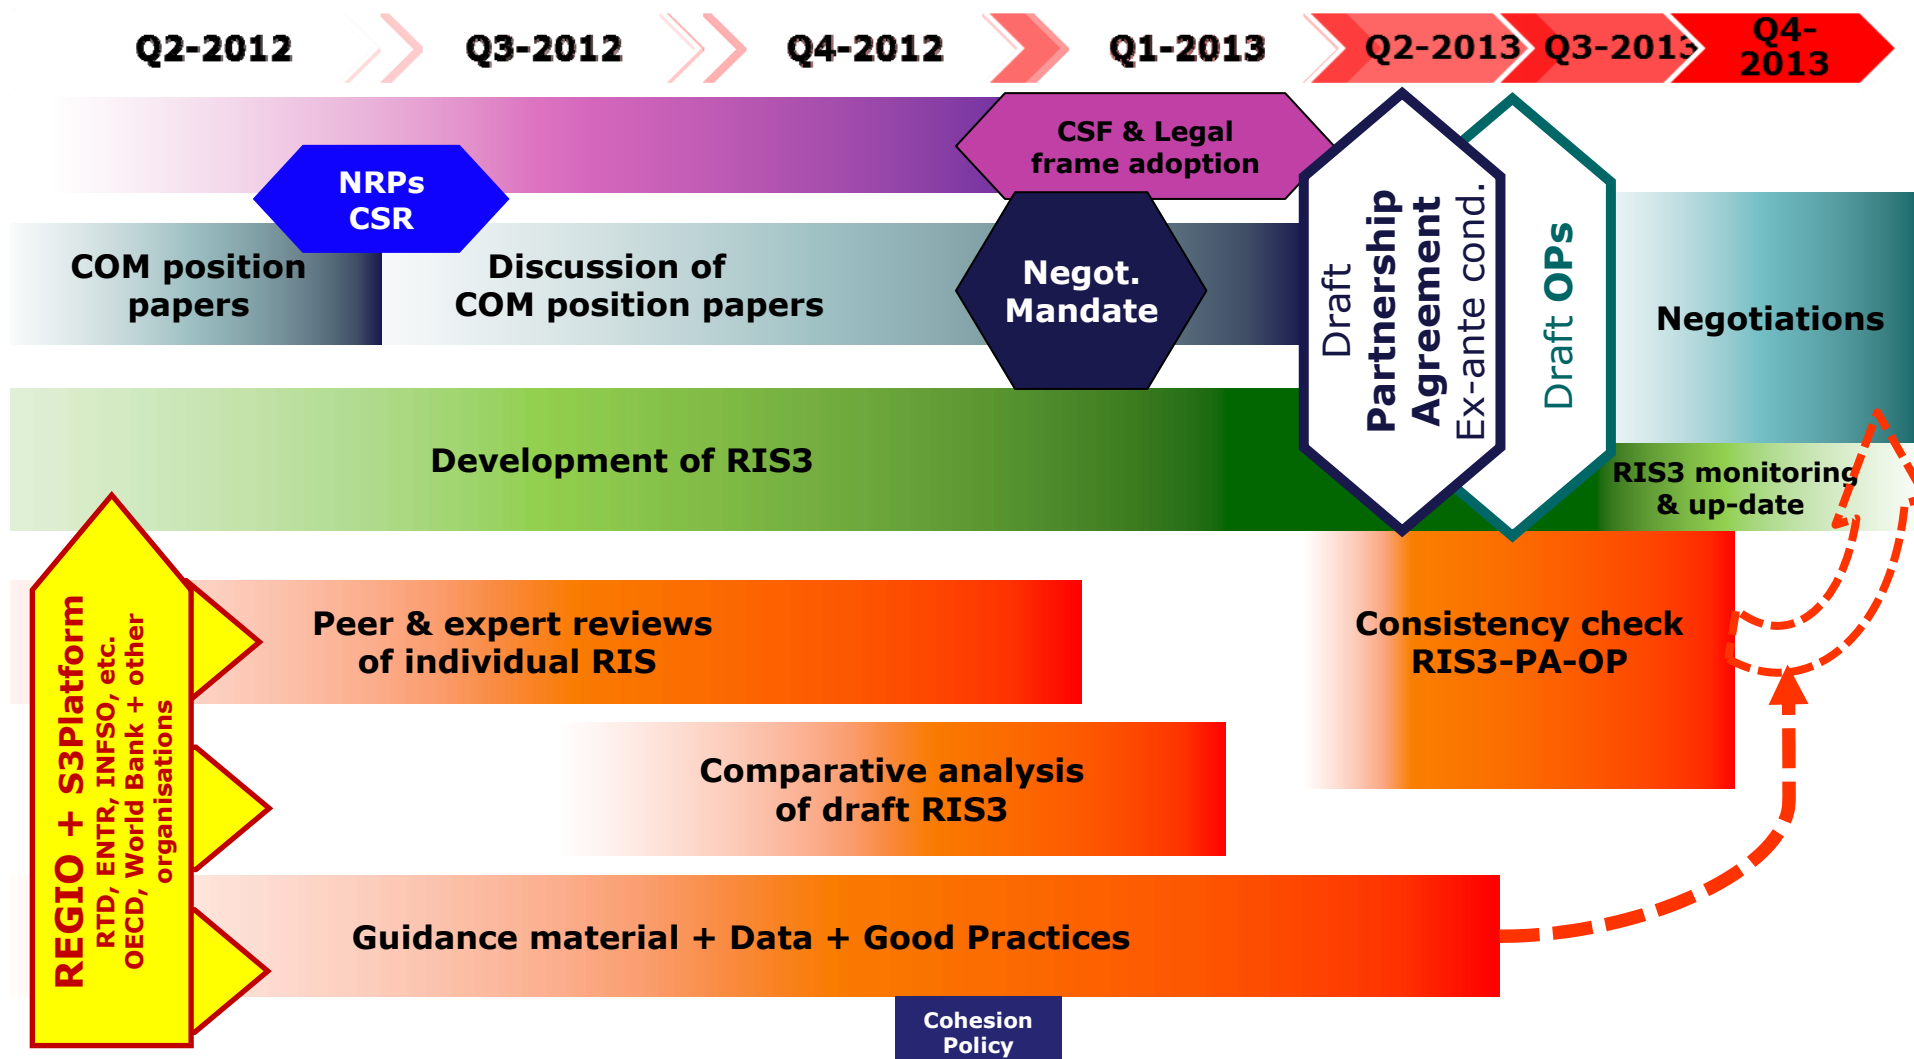 Q2-2012
Q3-2012
Q4-2012
Q1-2013
Q2-2013
Q3-2013
Q4-
2013
CSF & Legal
frame adoption
NRPs
CSR
COM position
papers
Discussion of
COM position papers
Negot.
Mandate
Draft
Partnership
Agreement
Ex-ante cond.
Draft OPs
Negotiations
Development of RIS3
RIS3 monitoring
& up-date
REGIO + S3Platform
RTD, ENTR, INFSO, etc.
OECD, World Bank + other
organisations
Peer & expert reviews
of individual RIS
Consistency check
RIS3-PA-OP
Comparative analysis
of draft RIS3
Guidance material + Data + Good Practices
Cohesion
Policy